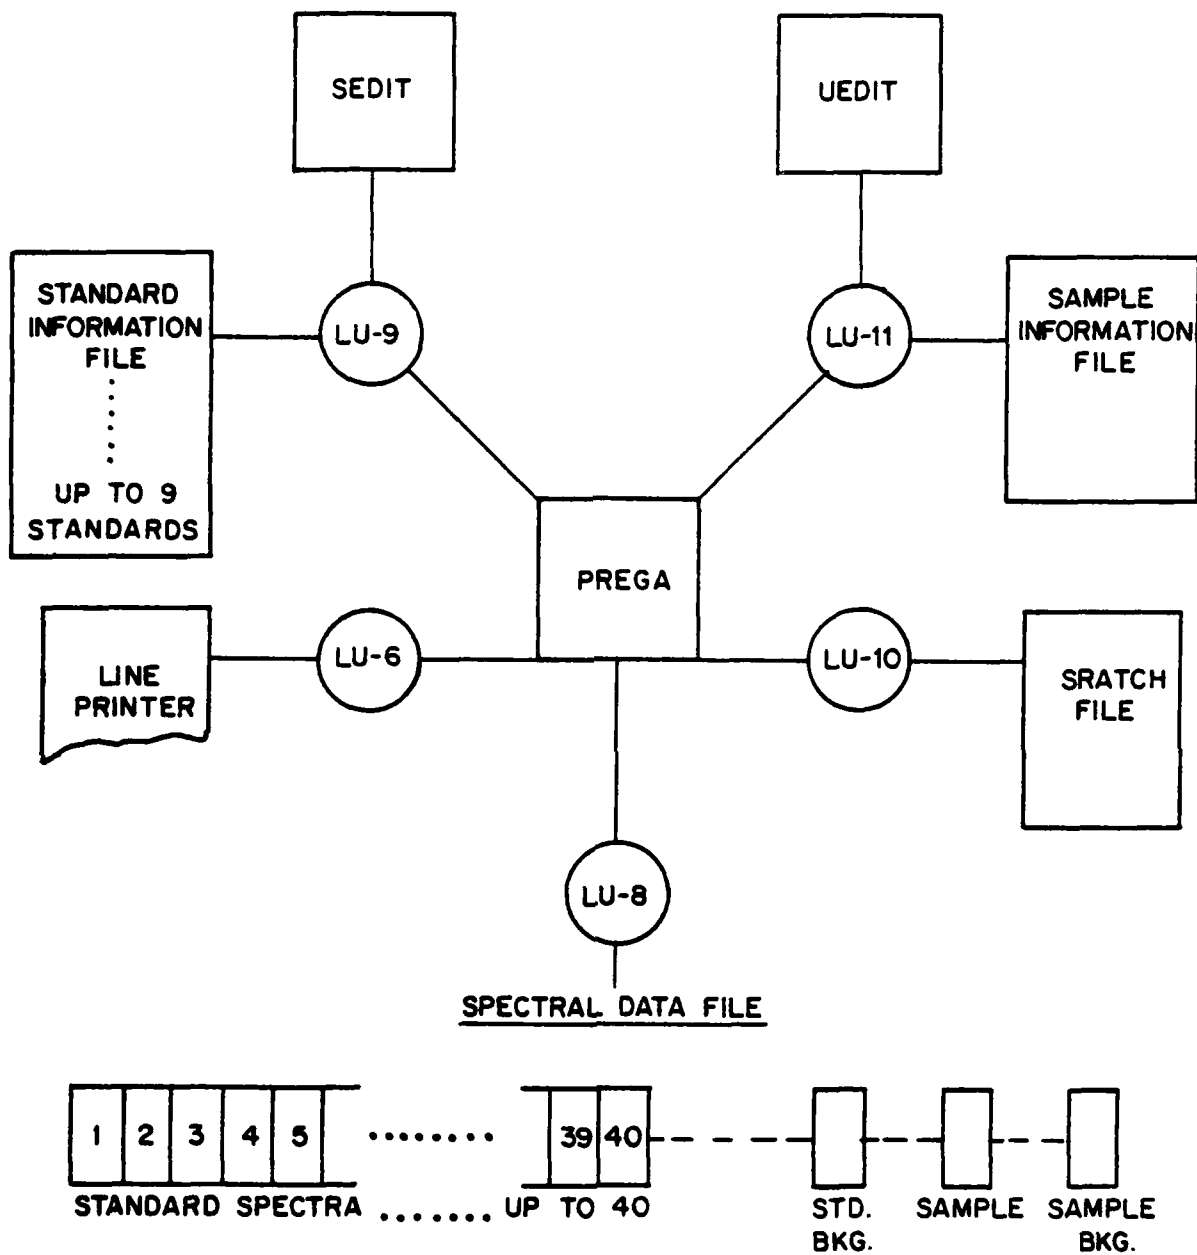 SEDIT
UEDIT
STANDARD
INFORMATION
FILE
UP TO 9
STANDARDS
LU-9
LU-11
SAMPLE
INFORMATION
FILE
PREGA
LINE
PRINTER
LU-6
LU-10
SRATCH
FILE
LU-8
SPECTRAL DATA FILE
1 2 3 4 5 ........ 39 40
STANDARD SPECTRA ....... UP TO 40
STD.
BKG.
SAMPLE
SAMPLE
BKG.